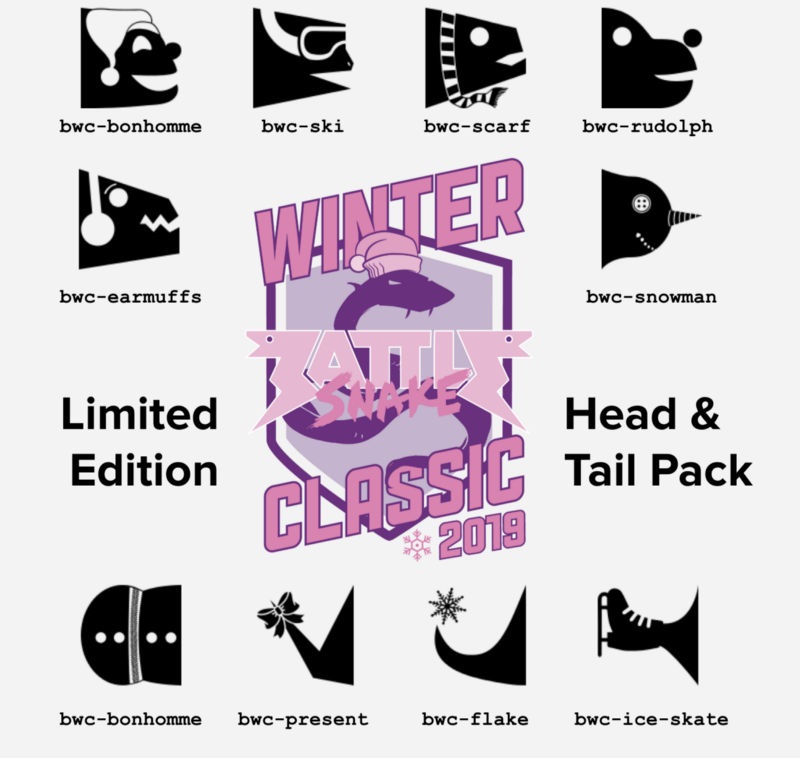 bwc-bonhomme
bwc-ski
bwc-scarf
bwc-rudolph
bwc-earmuffs
bwc-snowman
WINTER
BATTLE
SNAKE
CLASSIC
2019
Limited
Edition
Head &
Tail Pack
bwc-bonhomme
bwc-present
bwc-flake
bwc-ice-skate